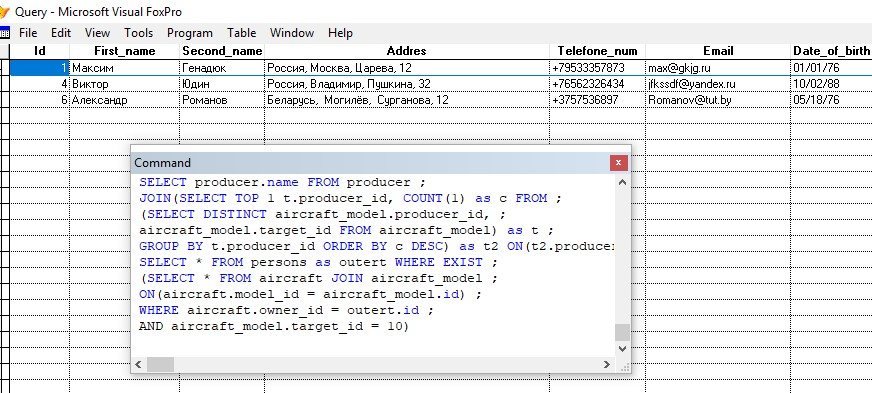 Query - Microsoft Visual FoxPro
File Edit View Tools Program Table Window Help
Id First_name Second_name Addres Telefone_num Email Date_of_birth
1 Максим Генадюк Россия, Москва, Царева, 12 +79533357873 max@gkjg.ru 01/01/76
4 Виктор Юдин Россия, Владимир, Пушкина, 32 +76562326434 jfkssdf@yandex.ru 10/02/88
6 Александр Романов Беларусь, Могилёв, Сурганова, 12 +3757536897 Romanov@tut.by 05/18/76
Command
SELECT producer.name FROM producer ;
JOIN(SELECT TOP 1 t.producer_id, COUNT(1) as c FROM ;
(SELECT DISTINCT aircraft_model.producer_id, ;
aircraft_model.target_id FROM aircraft_model) as t ;
GROUP BY t.producer_id ORDER BY c DESC) as t2 ON(t2.producer
SELECT * FROM persons as outert WHERE EXIST ;
(SELECT * FROM aircraft JOIN aircraft_model ;
ON(aircraft.model_id = aircraft_model.id) ;
WHERE aircraft.owner_id = outert.id ;
AND aircraft_model.target_id = 10)